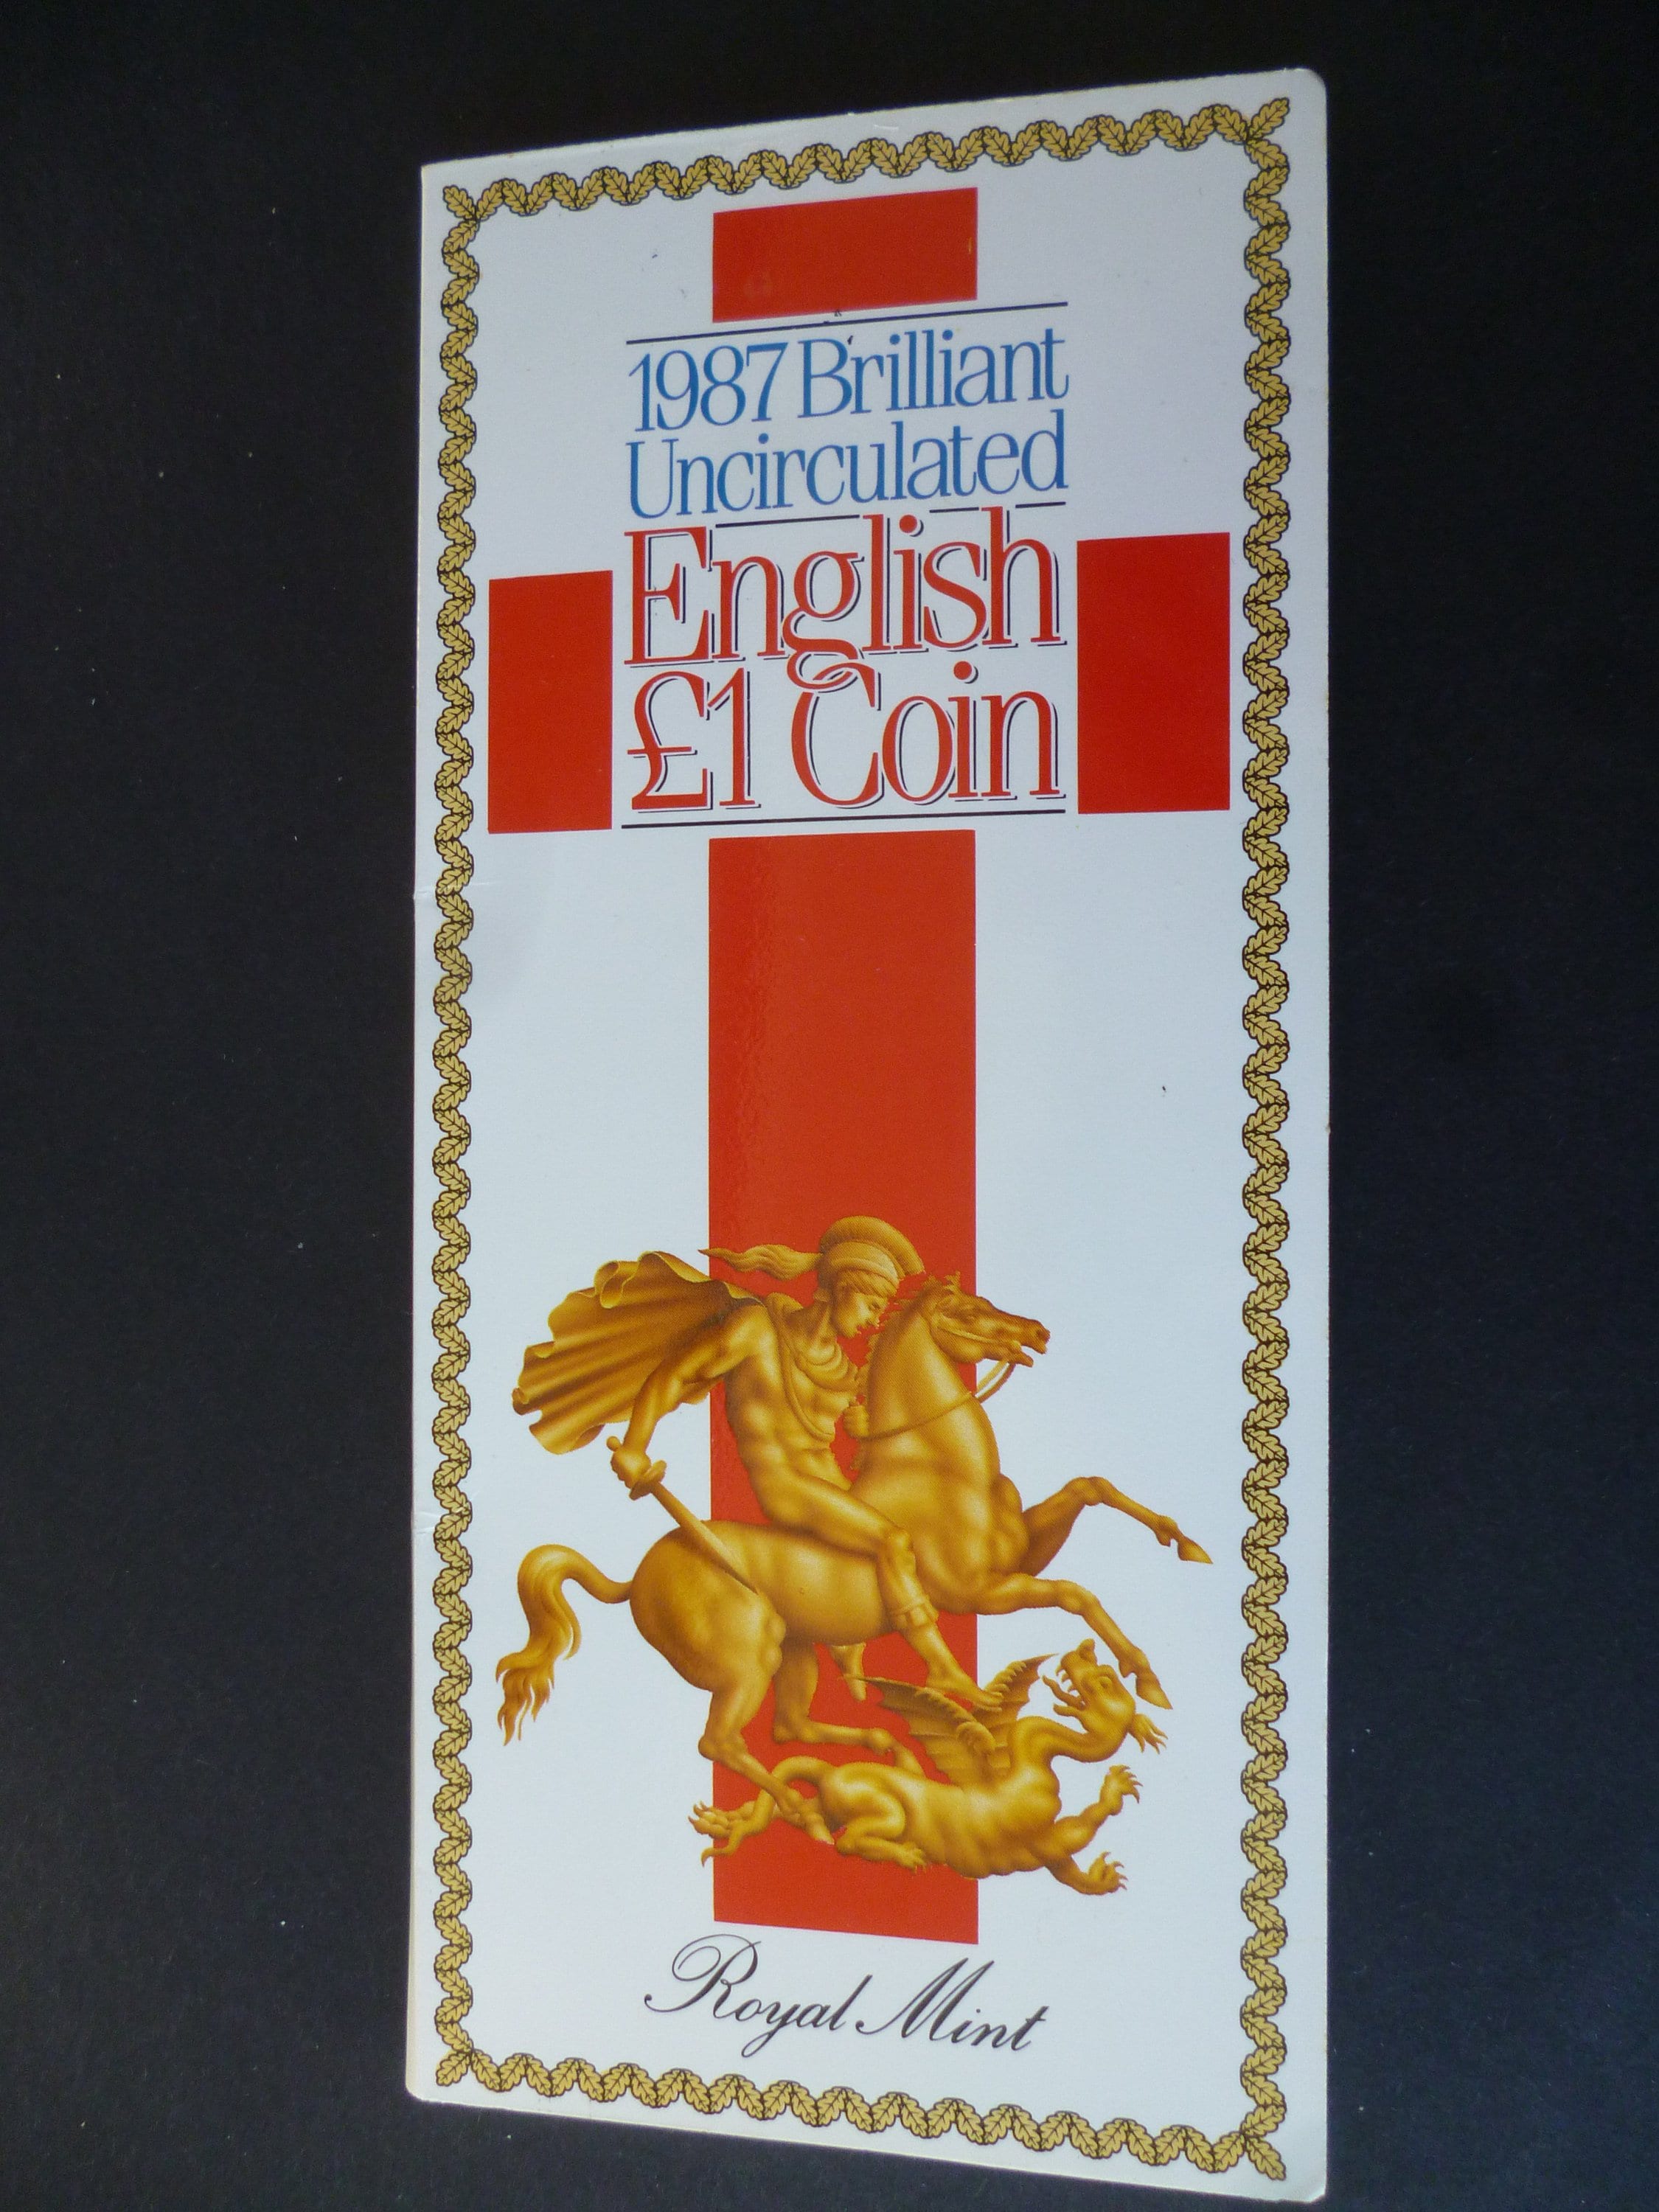 1987 Brilliant
Uncirculated
English
£1 Coin
Royal Mint